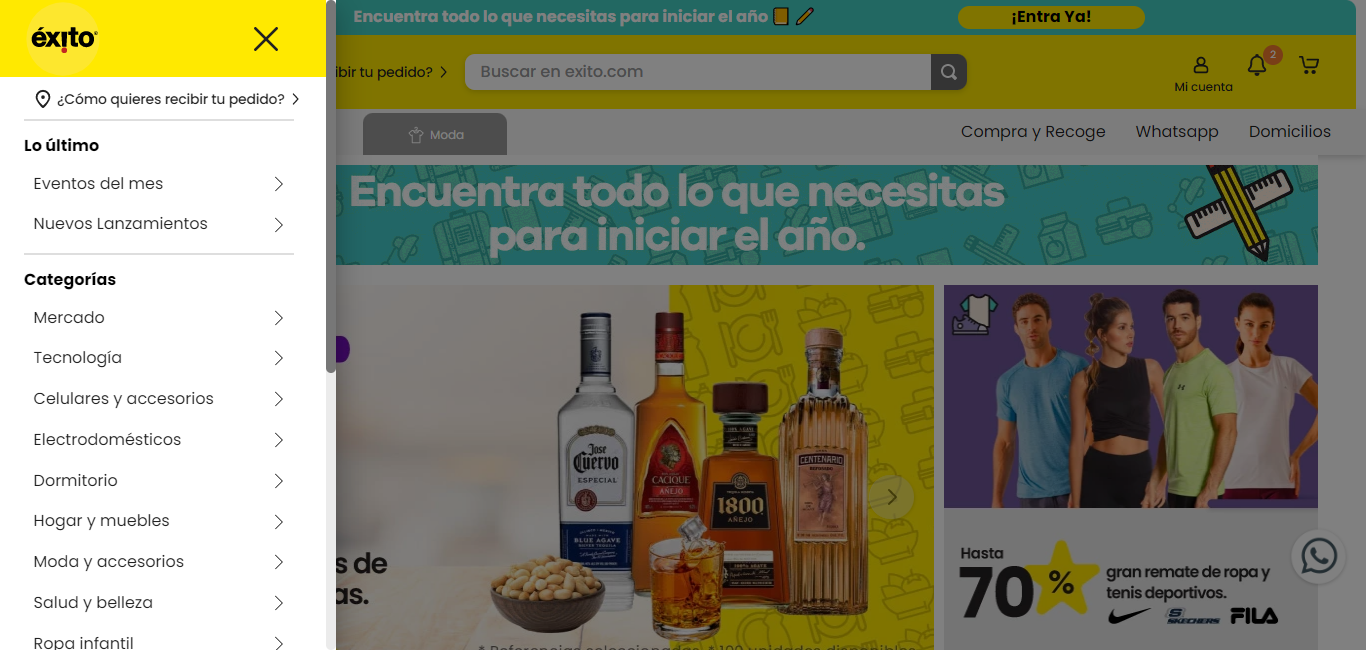 Encuentra todo lo que necesitas para iniciar el año
¡Entra Ya!
éxito
ibir tu pedido?
Buscar en exito.com
2
Mi cuenta
¿Cómo quieres recibir tu pedido?
Moda
Compra y Recoge
Whatsapp
Domicilios
Lo último
Eventos del mes
Nuevos Lanzamientos
Categorías
Mercado
Tecnología
Celulares y accesorios
Electrodomésticos
Dormitorio
Hogar y muebles
Moda y accesorios
Salud y belleza
Ropa infantil
Encuentra todo lo que necesitas
para iniciar el año.
Jose
Cuervo
ESPECIAL
BLUE AGAVE
CACIQUE
AÑEJO
1800
AÑEJO
CENTENARIO
REPOSADO
s de
as.
* Referencias seleccionadas. * 100 unidades disponibles
Hasta
70%
gran remate de ropa y
tenis deportivos.
SKECHERS
FILA